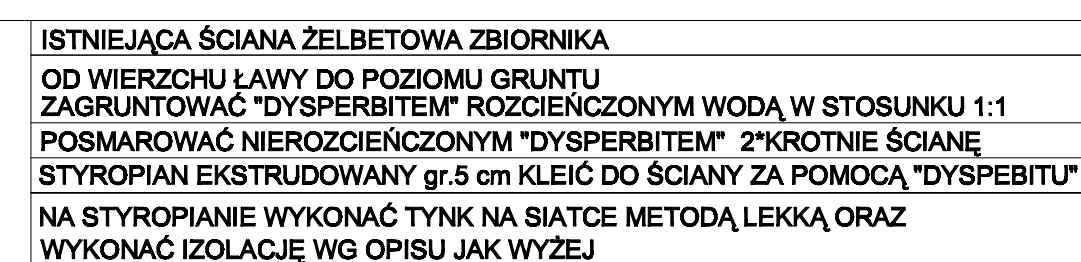 ISTNIEJĄCA ŚCIANA ŻELBETOWA ZBIORNIKA
OD WIERZCHU ŁAWY DO POZIOMU GRUNTU
ZAGRUNTOWAĆ "DYSPERBITEM" ROZCIEŃCZONYM WODĄ W STOSUNKU 1:1
POSMAROWAĆ NIEROZCIEŃCZONYM "DYSPERBITEM" 2*KROTNIE ŚCIANĘ
STYROPIAN EKSTRUDOWANY gr.5 cm KLEIĆ DO ŚCIANY ZA POMOCĄ "DYSPEBITU"
NA STYROPIANIE WYKONAĆ TYNK NA SIATCE METODĄ LEKKĄ ORAZ
WYKONAĆ IZOLACJĘ WG OPISU JAK WYŻEJ